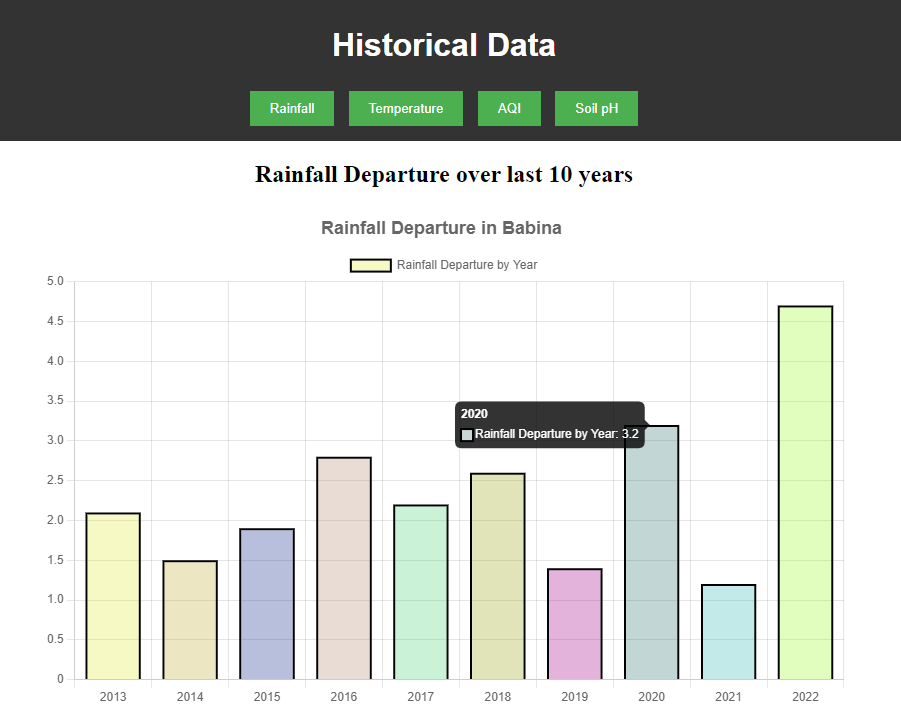 Historical Data
Rainfall Temperature AQI Soil pH
Rainfall Departure over last 10 years
Rainfall Departure in Babina
Rainfall Departure by Year
5.0
4.5
4.0
3.5
2020
Rainfall Departure by Year: 3.2
3.0
2.5
2.0
1.5
1.0
0.5
0
2013 2014 2015 2016 2017 2018 2019 2020 2021 2022